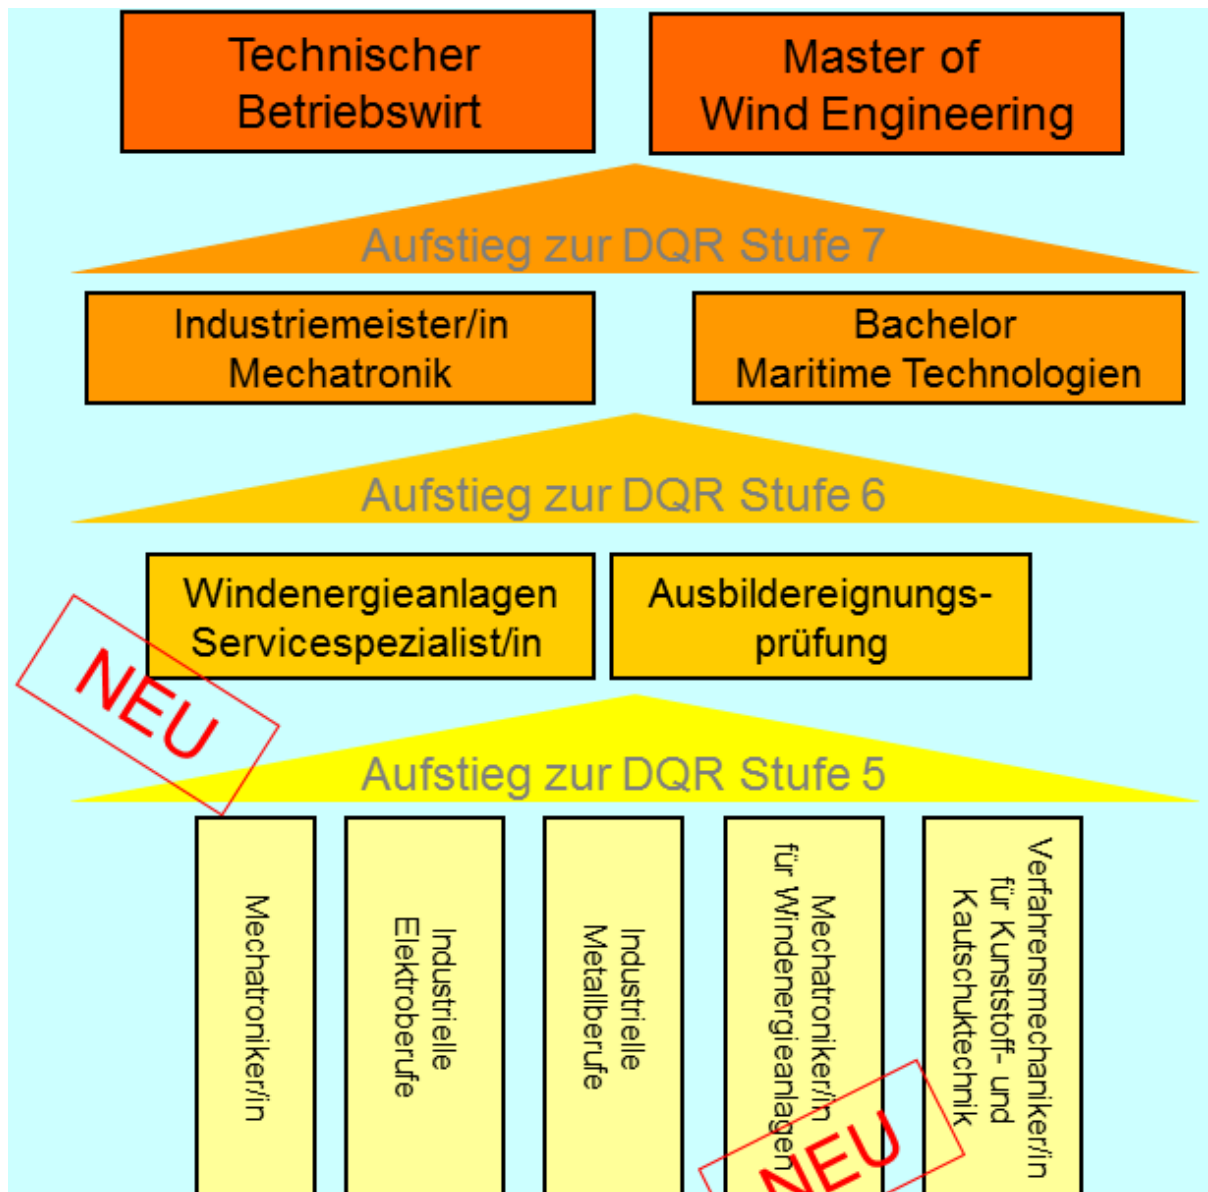 Technischer
Betriebswirt
Master of
Wind Engineering
Aufstieg zur DQR Stufe 7
Industriemeister/in
Mechatronik
Bachelor
Maritime Technologien
Aufstieg zur DQR Stufe 6
Windenergieanlagen
Servicespezialist/in
Ausbildereignungs-
prüfung
NEU
Aufstieg zur DQR Stufe 5
Mechatroniker/in
Industrielle
Elektroberufe
Industrielle
Metallberufe
Mechatroniker/in
für Windenergieanlagen
Verfahrensmechaniker/in
für Kunststoff- und
Kautschuktechnik
NEU